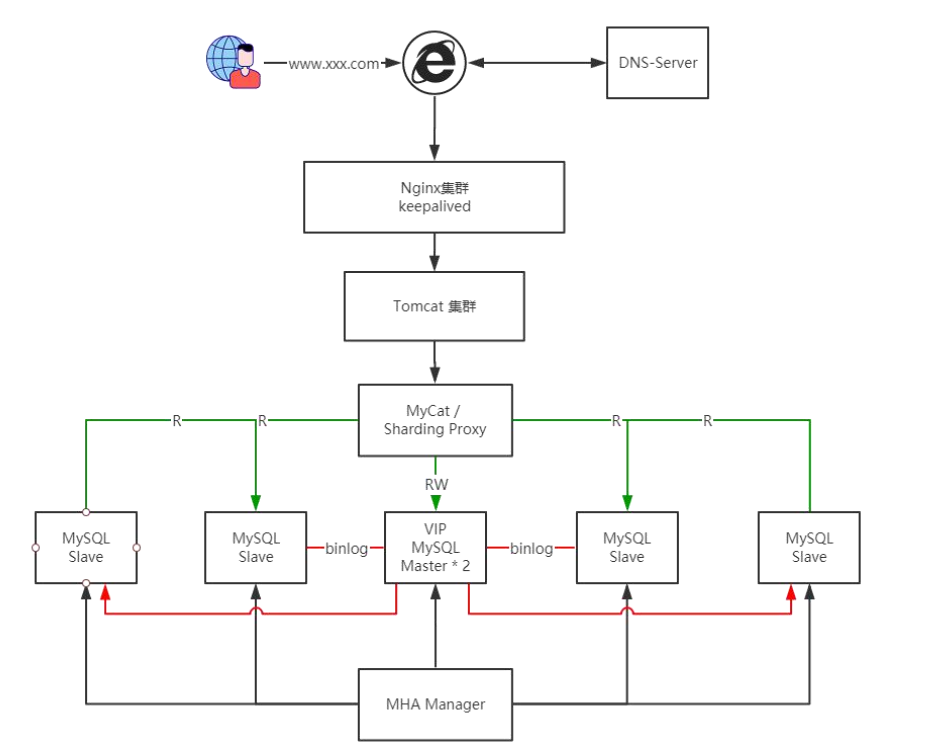 www.xxx.com
DNS-Server
Nginx集群
keepalived
Tomcat 集群
MyCat /
Sharding Proxy
R
R
R
R
RW
MySQL
Slave
MySQL
Slave
binlog
VIP
MySQL
Master * 2
binlog
MySQL
Slave
MySQL
Slave
MHA Manager